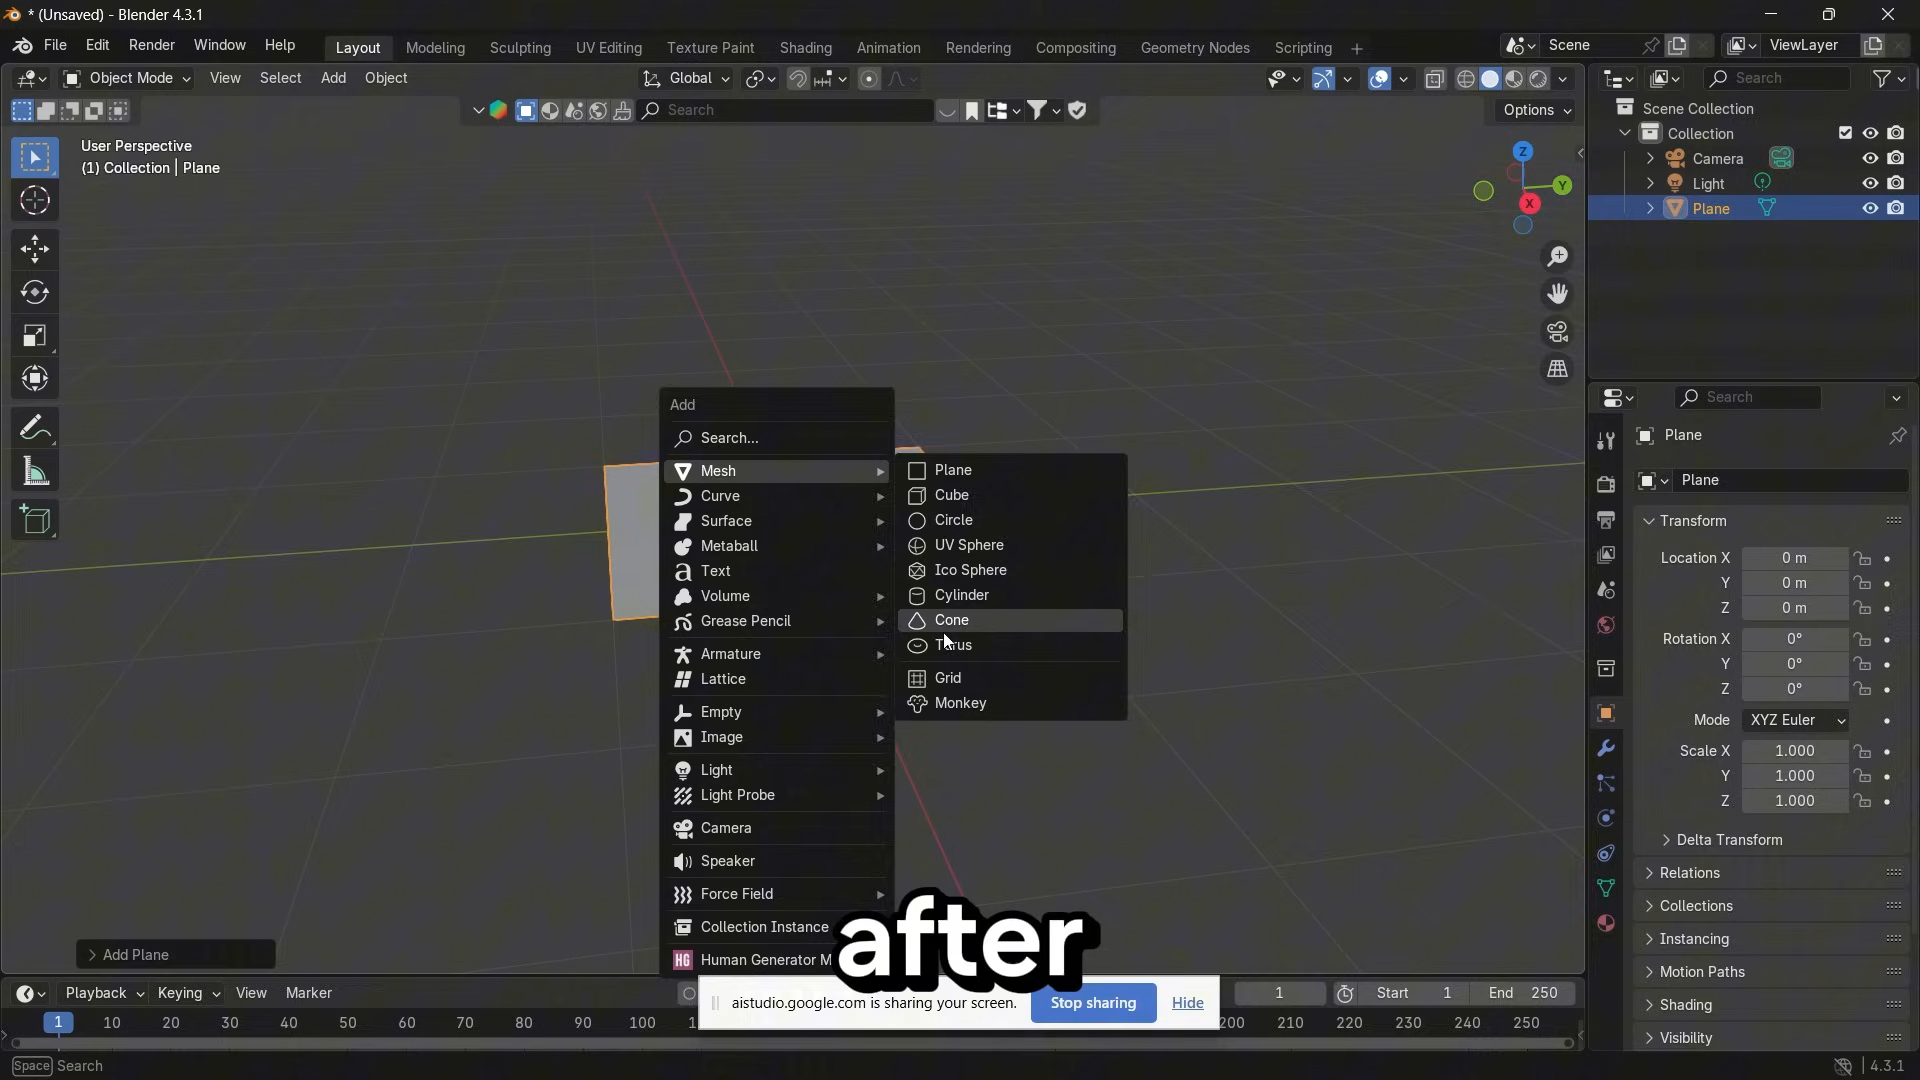 * (Unsaved) - Blender 4.3.1
File Edit Render Window Help Layout Modeling Sculpting UV Editing Texture Paint Shading Animation Rendering Compositing Geometry Nodes Scripting + Scene ViewLayer
Object Mode View Select Add Object Global Search
Search Options
User Perspective
(1) Collection | Plane
Z
Y
X
Scene Collection
Collection
Camera
Light
Plane
Add
Search...
Mesh
Curve
Surface
Metaball
Text
Volume
Grease Pencil
Armature
Lattice
Empty
Image
Light
Light Probe
Camera
Speaker
Force Field
Collection Instance
HG Human Generator
Plane
Cube
Circle
UV Sphere
Ico Sphere
Cylinder
Cone
Torus
Grid
Monkey
Search
Plane
Plane
Transform
Location X 0 m
Y 0 m
Z 0 m
Rotation X 0°
Y 0°
Z 0°
Mode XYZ Euler
Scale X 1.000
Y 1.000
Z 1.000
Delta Transform
Relations
Collections
Instancing
Motion Paths
Shading
Visibility
after
Add Plane
Playback Keying View Marker
aistudio.google.com is sharing your screen. Stop sharing Hide
1 Start 1 End 250
1 10 20 30 40 50 60 70 80 90 100 200 210 220 230 240 250
Space Search 4.3.1